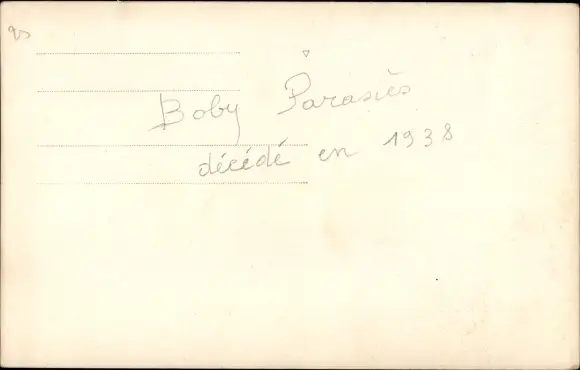 Boby Parasiès
décédé en 1938